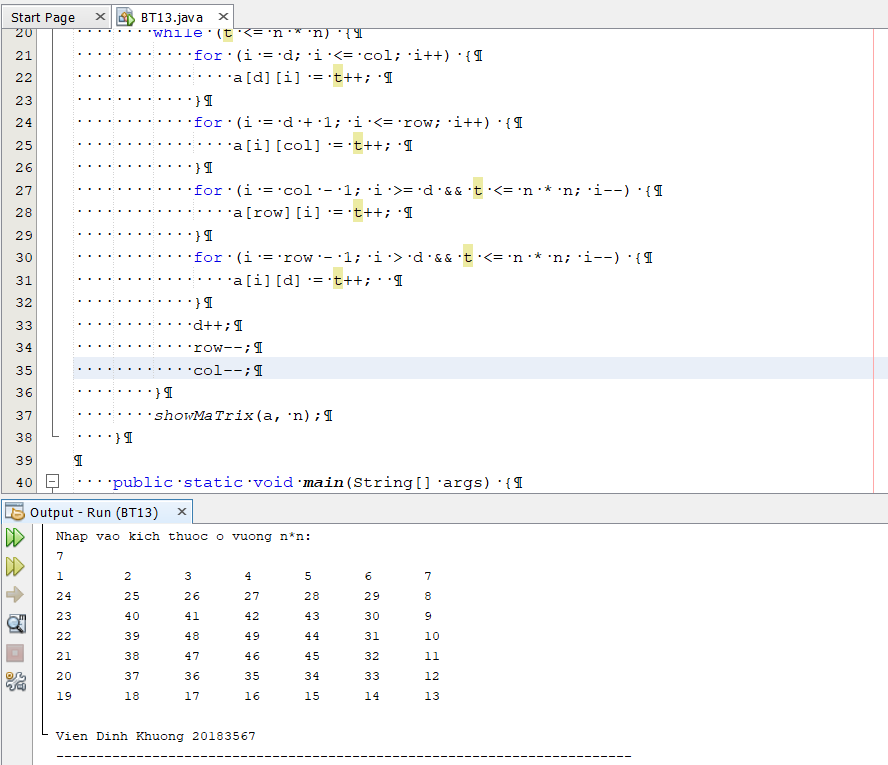 Start Page × BT13.java ×
20 ········while·(t·<=·n·*·n)·{¶
21 ············for·(i·=·d;·i·<=·col;·i++)·{¶
22 ················a[d][i]·=·t++;·¶
23 ············}¶
24 ············for·(i·=·d·+·1;·i·<=·row;·i++)·{¶
25 ················a[i][col]·=·t++;·¶
26 ············}¶
27 ············for·(i·=·col·-·1;·i·>=·d·&&·t·<=·n·*·n;·i--)·{¶
28 ················a[row][i]·=·t++;·¶
29 ············}¶
30 ············for·(i·=·row·-·1;·i·>·d·&&·t·<=·n·*·n;·i--)·{¶
31 ················a[i][d]·=·t++;··¶
32 ············}¶
33 ············d++;¶
34 ············row--;¶
35 ············col--;¶
36 ········}¶
37 ········showMaTrix(a,·n);¶
38 ····}¶
39 ¶
40 ····public·static·void·main(String[]·args)·{¶
Output - Run (BT13) ×
Nhap vao kich thuoc o vuong n*n:
7
1 2 3 4 5 6 7
24 25 26 27 28 29 8
23 40 41 42 43 30 9
22 39 48 49 44 31 10
21 38 47 46 45 32 11
20 37 36 35 34 33 12
19 18 17 16 15 14 13
Vien Dinh Khuong 20183567
------------------------------------------------------------------------